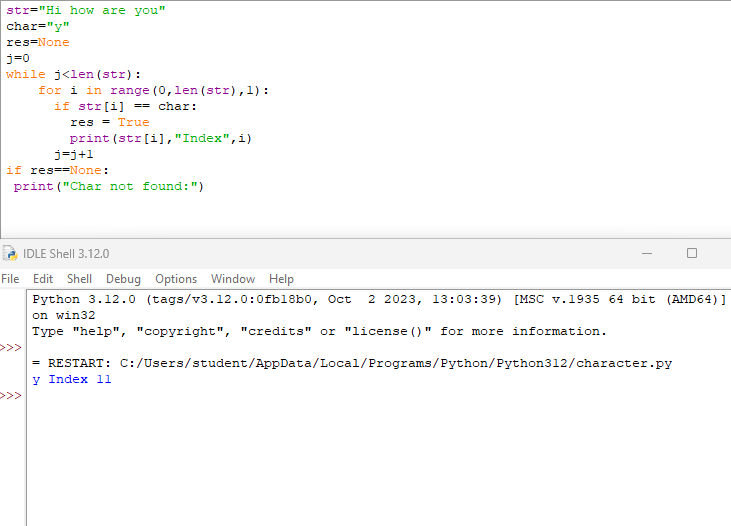 str="Hi how are you"
char="y"
res=None
j=0
while j<len(str):
    for i in range(0,len(str),1):
      if str[i] == char:
        res = True
        print(str[i],"Index",i)
      j=j+1
if res==None:
 print("Char not found:")
IDLE Shell 3.12.0
File Edit Shell Debug Options Window Help
Python 3.12.0 (tags/v3.12.0:0fb18b0, Oct  2 2023, 13:03:39) [MSC v.1935 64 bit (AMD64)]
on win32
Type "help", "copyright", "credits" or "license()" for more information.
>>>
= RESTART: C:/Users/student/AppData/Local/Programs/Python/Python312/character.py
y Index 11
>>>